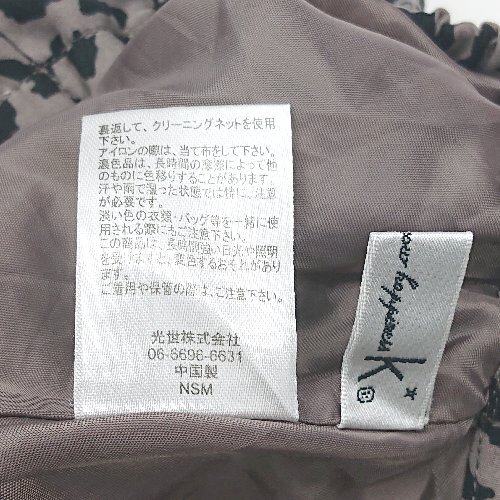 裏返して、クリーニングネットを使用
下さい。
アイロンの際は、当て布をして下さい。
濃色品は、長時間の摩擦によって他
のものに色移りすることがあります。
汗や雨で湿った状態では特に、注意
が必要です。
淡い色の衣類・バッグ等を一緒に使
用される際にもご注意下さい。
この商品は、長時間強い日光や照明
を受けますと、変色するおそれがあり
ます。
ご着用や保管の際は、ご注意下さい。
光世株式会社
06-6696-6631
中国製
NSM
your happiness
K